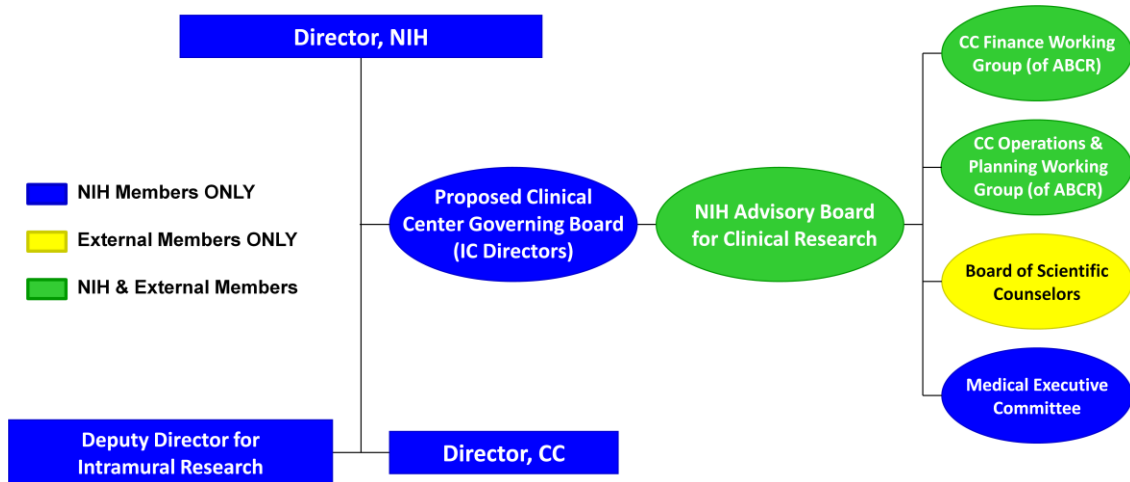 Director, NIH
NIH Members ONLY
External Members ONLY
NIH & External Members
Proposed Clinical
Center Governing Board
(IC Directors)
NIH Advisory Board
for Clinical Research
CC Finance Working
Group (of ABCR)
CC Operations &
Planning Working
Group (of ABCR)
Board of Scientific
Counselors
Medical Executive
Committee
Deputy Director for
Intramural Research
Director, CC